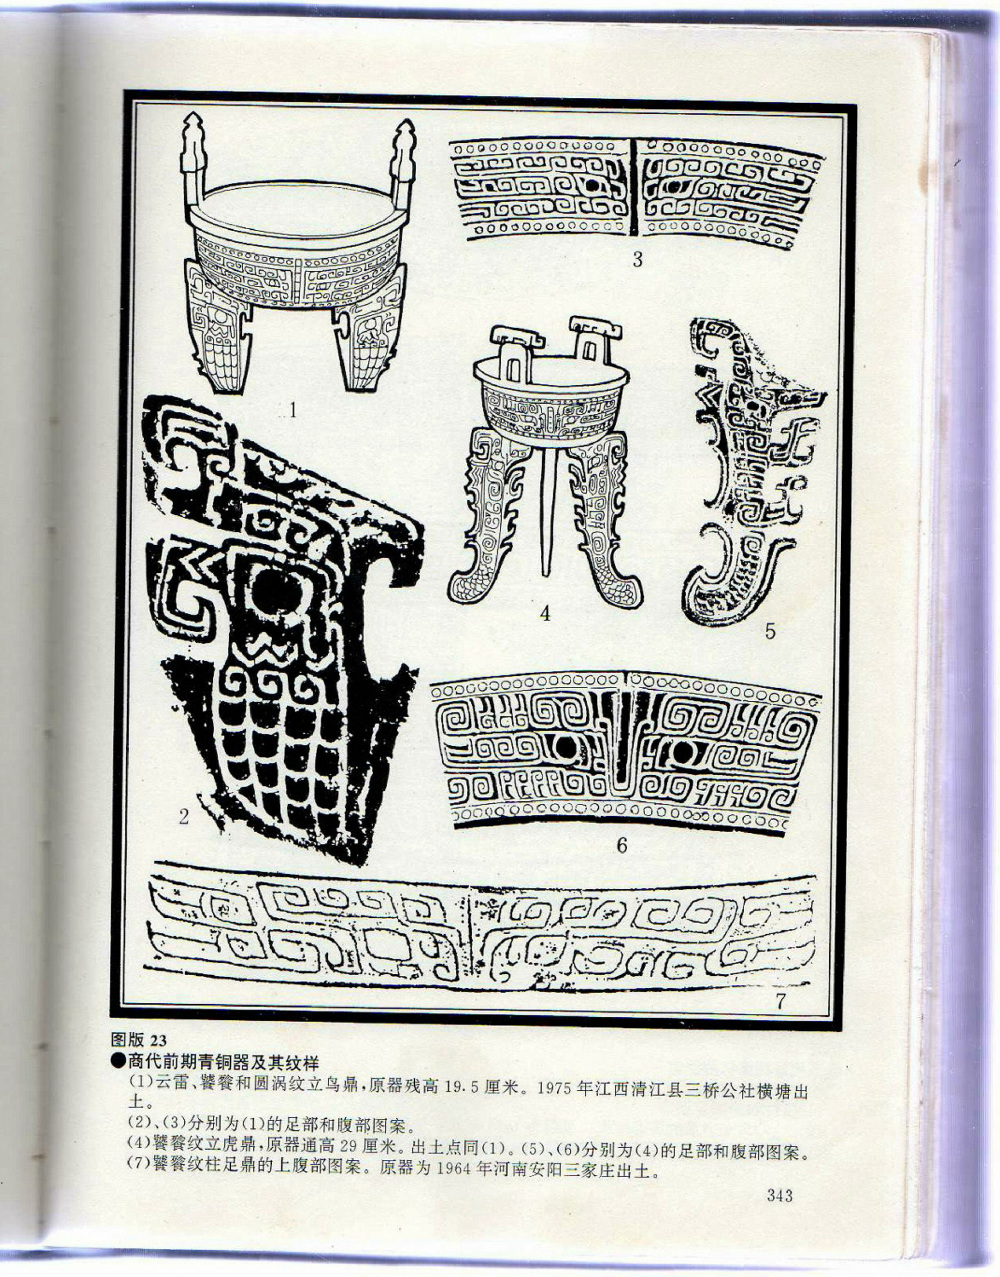 1
3
4
5
2
6
7
图版 23
●商代前期青铜器及其纹样
(1)云雷、饕餮和圆涡纹立鸟鼎,原器残高 19.5 厘米。1975 年江西清江县三桥公社横塘出
土。
(2)、(3)分别为(1)的足部和腹部图案。
(4)饕餮纹立虎鼎,原器通高 29 厘米。出土点同(1)。(5)、(6)分别为(4)的足部和腹部图案。
(7)饕餮纹柱足鼎的上腹部图案。原器为 1964 年河南安阳三家庄出土。
343